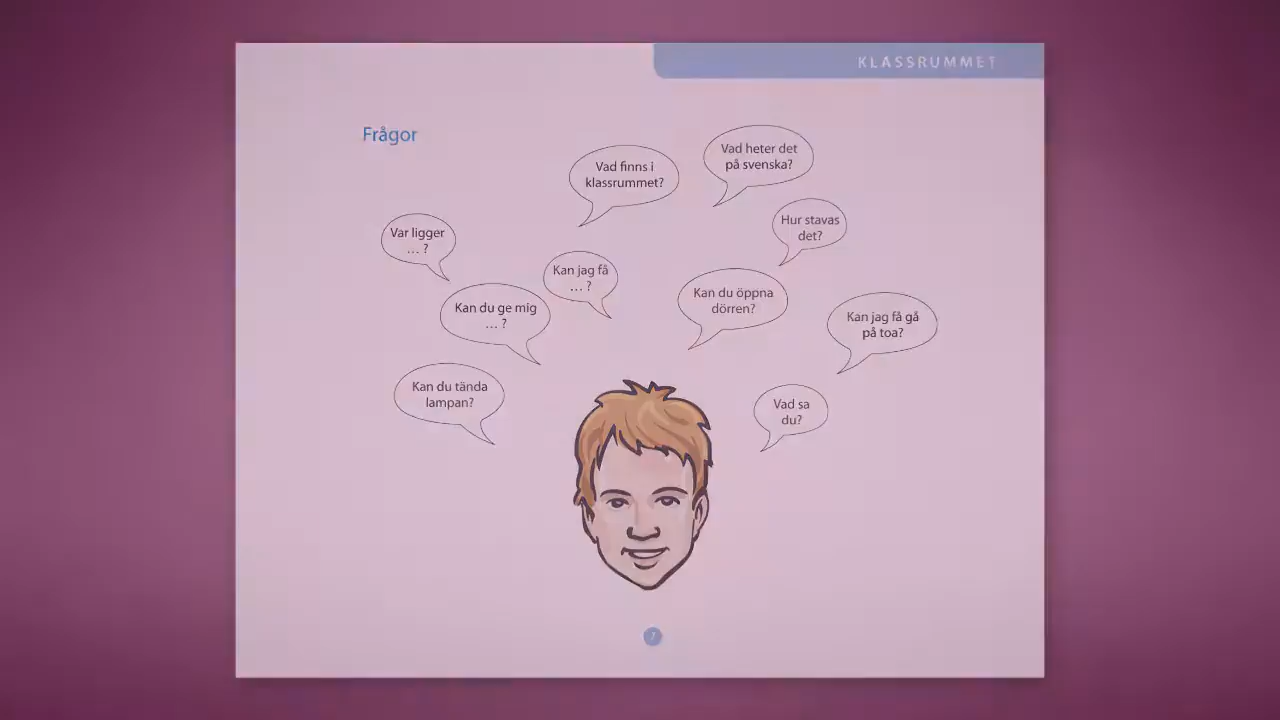 KLASSRUMMET
Frågor
Vad heter det
på svenska?
Vad finns i
klassrummet?
Hur stavas
det?
Var ligger
... ?
Kan jag få
... ?
Kan du öppna
dörren?
Kan du ge mig
... ?
Kan jag få gå
på toa?
Kan du tända
lampan?
Vad sa
du?
7